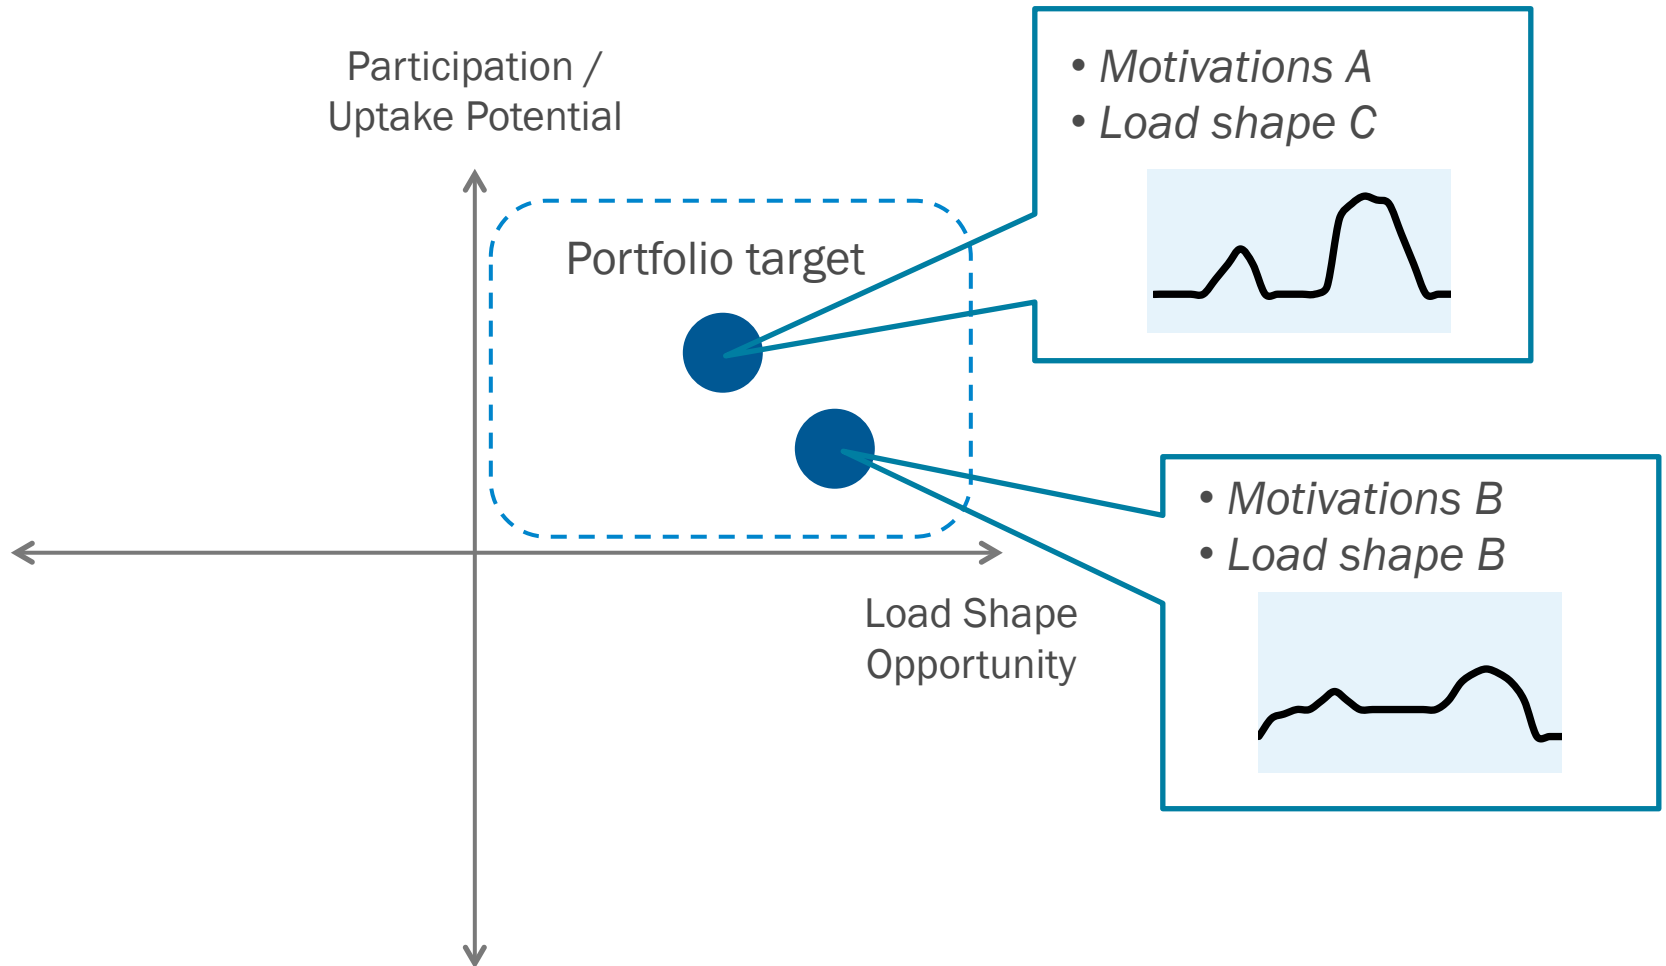 Participation /
Uptake Potential
• Motivations A
• Load shape C
Portfolio target
• Motivations B
• Load shape B
Load Shape
Opportunity